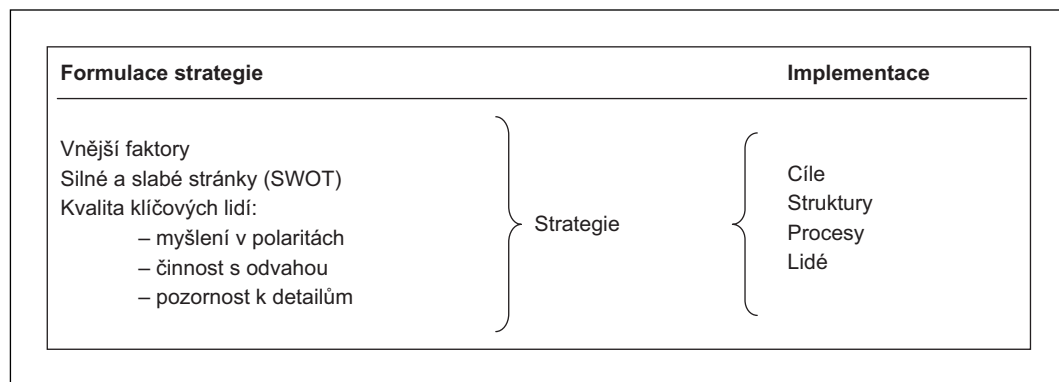 Formulace strategie
Implementace
Vnější faktory
Silné a slabé stránky (SWOT)
Kvalita klíčových lidí:
– myšlení v polaritách
– činnost s odvahou
– pozornost k detailům
Strategie
Cíle
Struktury
Procesy
Lidé